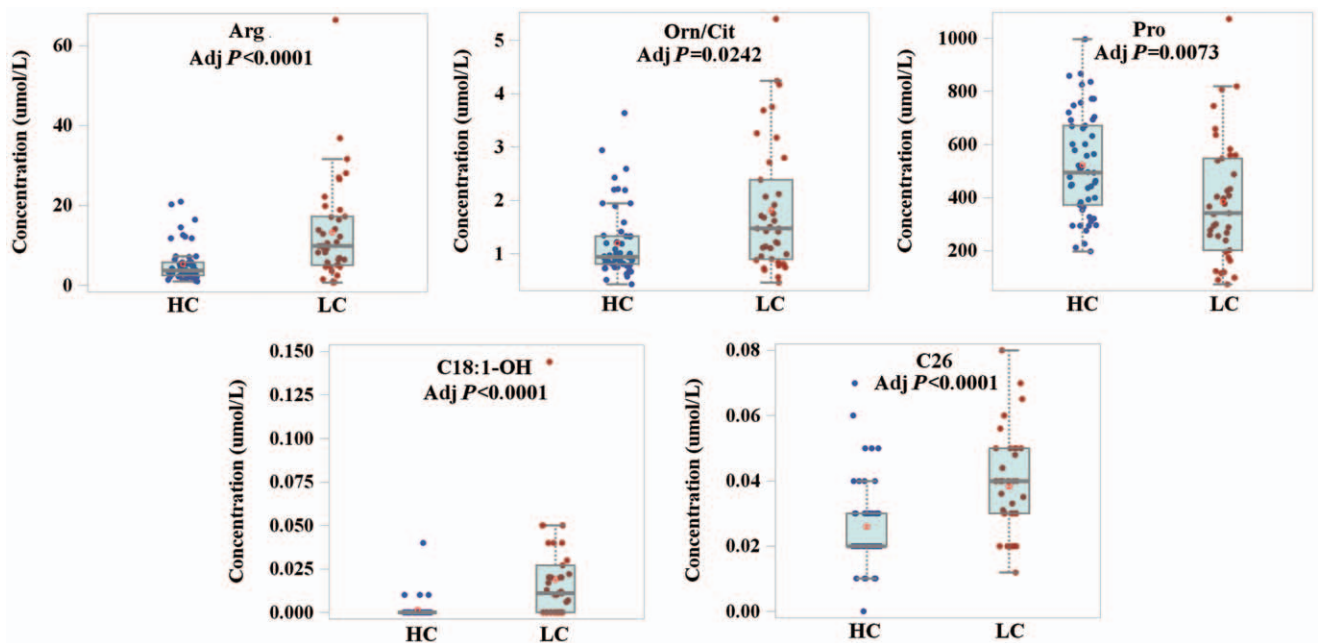 Arg
Adj P<0.0001
Concentration (umol/L)
60
40
20
0
HC
LC
Orn/Cit
Adj P=0.0242
Concentration (umol/L)
5
4
3
2
1
HC
LC
Pro
Adj P=0.0073
Concentration (umol/L)
1000
800
600
400
200
HC
LC
C18:1-OH
Adj P<0.0001
Concentration (umol/L)
0.150
0.125
0.100
0.075
0.050
0.025
0.000
HC
LC
C26
Adj P<0.0001
Concentration (umol/L)
0.08
0.06
0.04
0.02
0.00
HC
LC